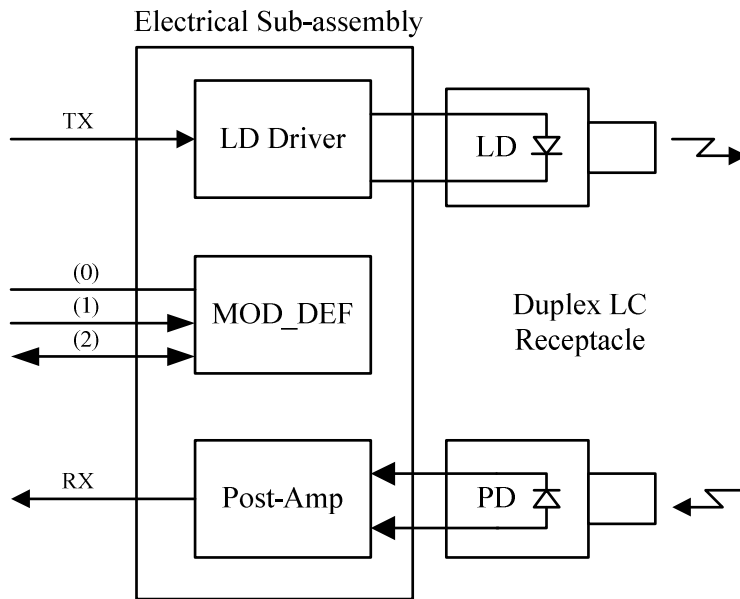 Electrical Sub-assembly
TX
LD Driver
LD
(0)
(1)
(2)
MOD_DEF
Duplex LC
Receptacle
RX
Post-Amp
PD